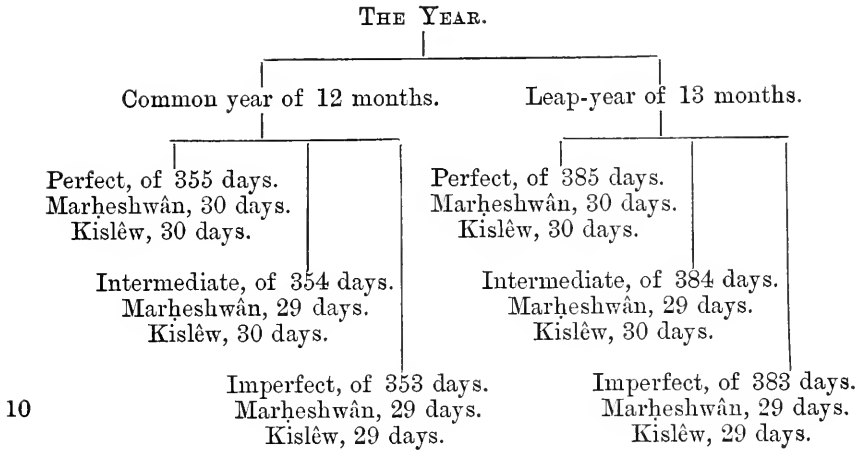 THE YEAR.
Common year of 12 months.
Leap-year of 13 months.
Perfect, of 355 days.
Marḥeshwân, 30 days.
Kislêw, 30 days.
Perfect, of 385 days.
Marḥeshwân, 30 days.
Kislêw, 30 days.
Intermediate, of 354 days.
Marḥeshwân, 29 days.
Kislêw, 30 days.
Intermediate, of 384 days.
Marḥeshwân, 29 days.
Kislêw, 30 days.
Imperfect, of 353 days.
10 Marḥeshwân, 29 days.
Kislêw, 29 days.
Imperfect, of 383 days.
Marḥeshwân, 29 days.
Kislêw, 29 days.